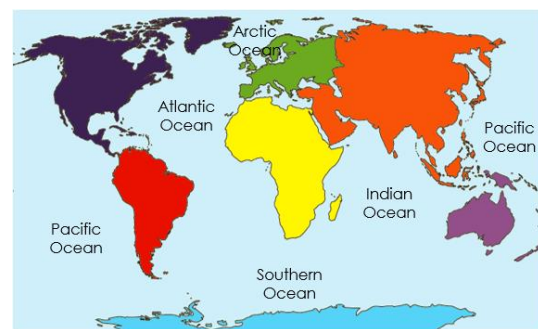 Arctic
Ocean
Atlantic
Ocean
Pacific
Ocean
Indian
Ocean
Pacific
Ocean
Southern
Ocean